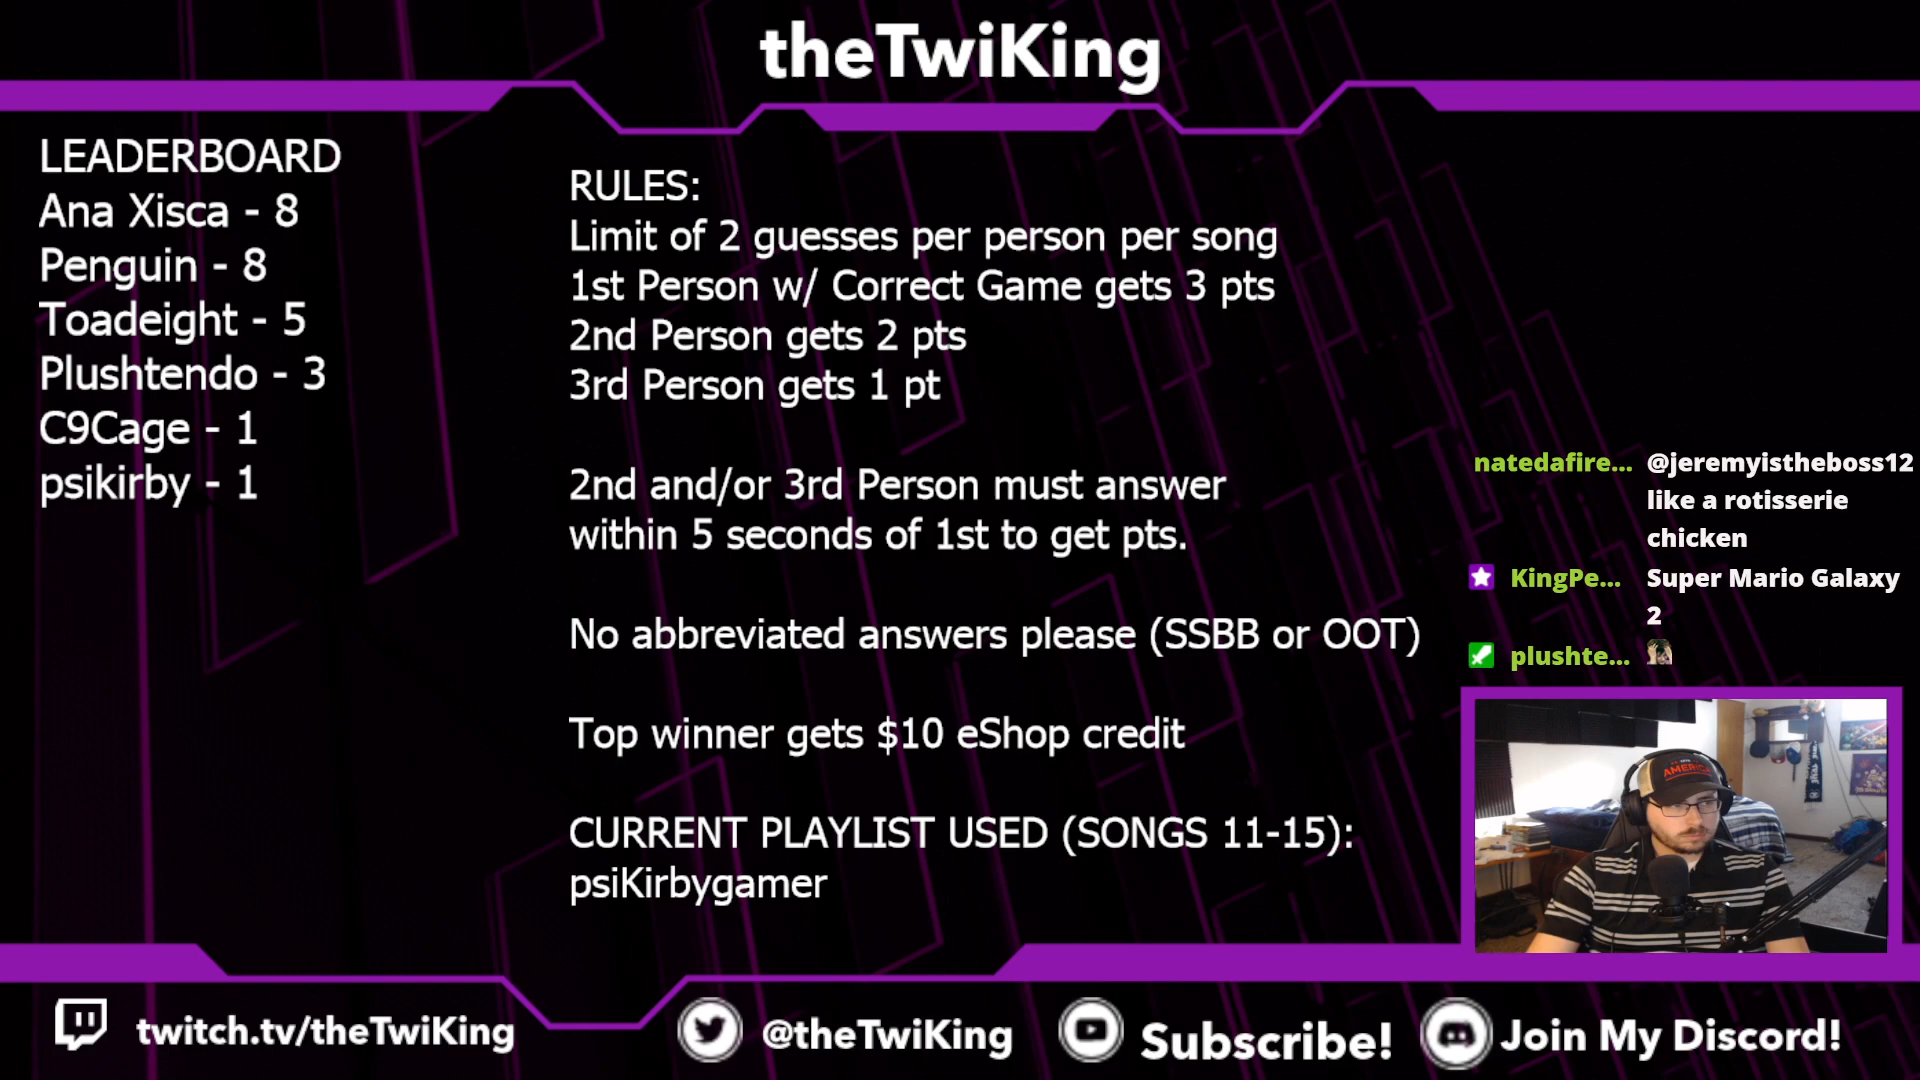 theTwiKing
LEADERBOARD
Ana Xisca - 8
Penguin - 8
Toadeight - 5
Plushtendo - 3
C9Cage - 1
psikirby - 1
RULES:
Limit of 2 guesses per person per song
1st Person w/ Correct Game gets 3 pts
2nd Person gets 2 pts
3rd Person gets 1 pt
2nd and/or 3rd Person must answer
within 5 seconds of 1st to get pts.
No abbreviated answers please (SSBB or OOT)
Top winner gets $10 eShop credit
CURRENT PLAYLIST USED (SONGS 11-15):
psiKirbygamer
natedafire... @jeremyistheboss12
like a rotisserie
chicken
KingPe... Super Mario Galaxy
2
plushte...
AMERICA
twitch.tv/theTwiKing
@theTwiKing
Subscribe!
Join My Discord!